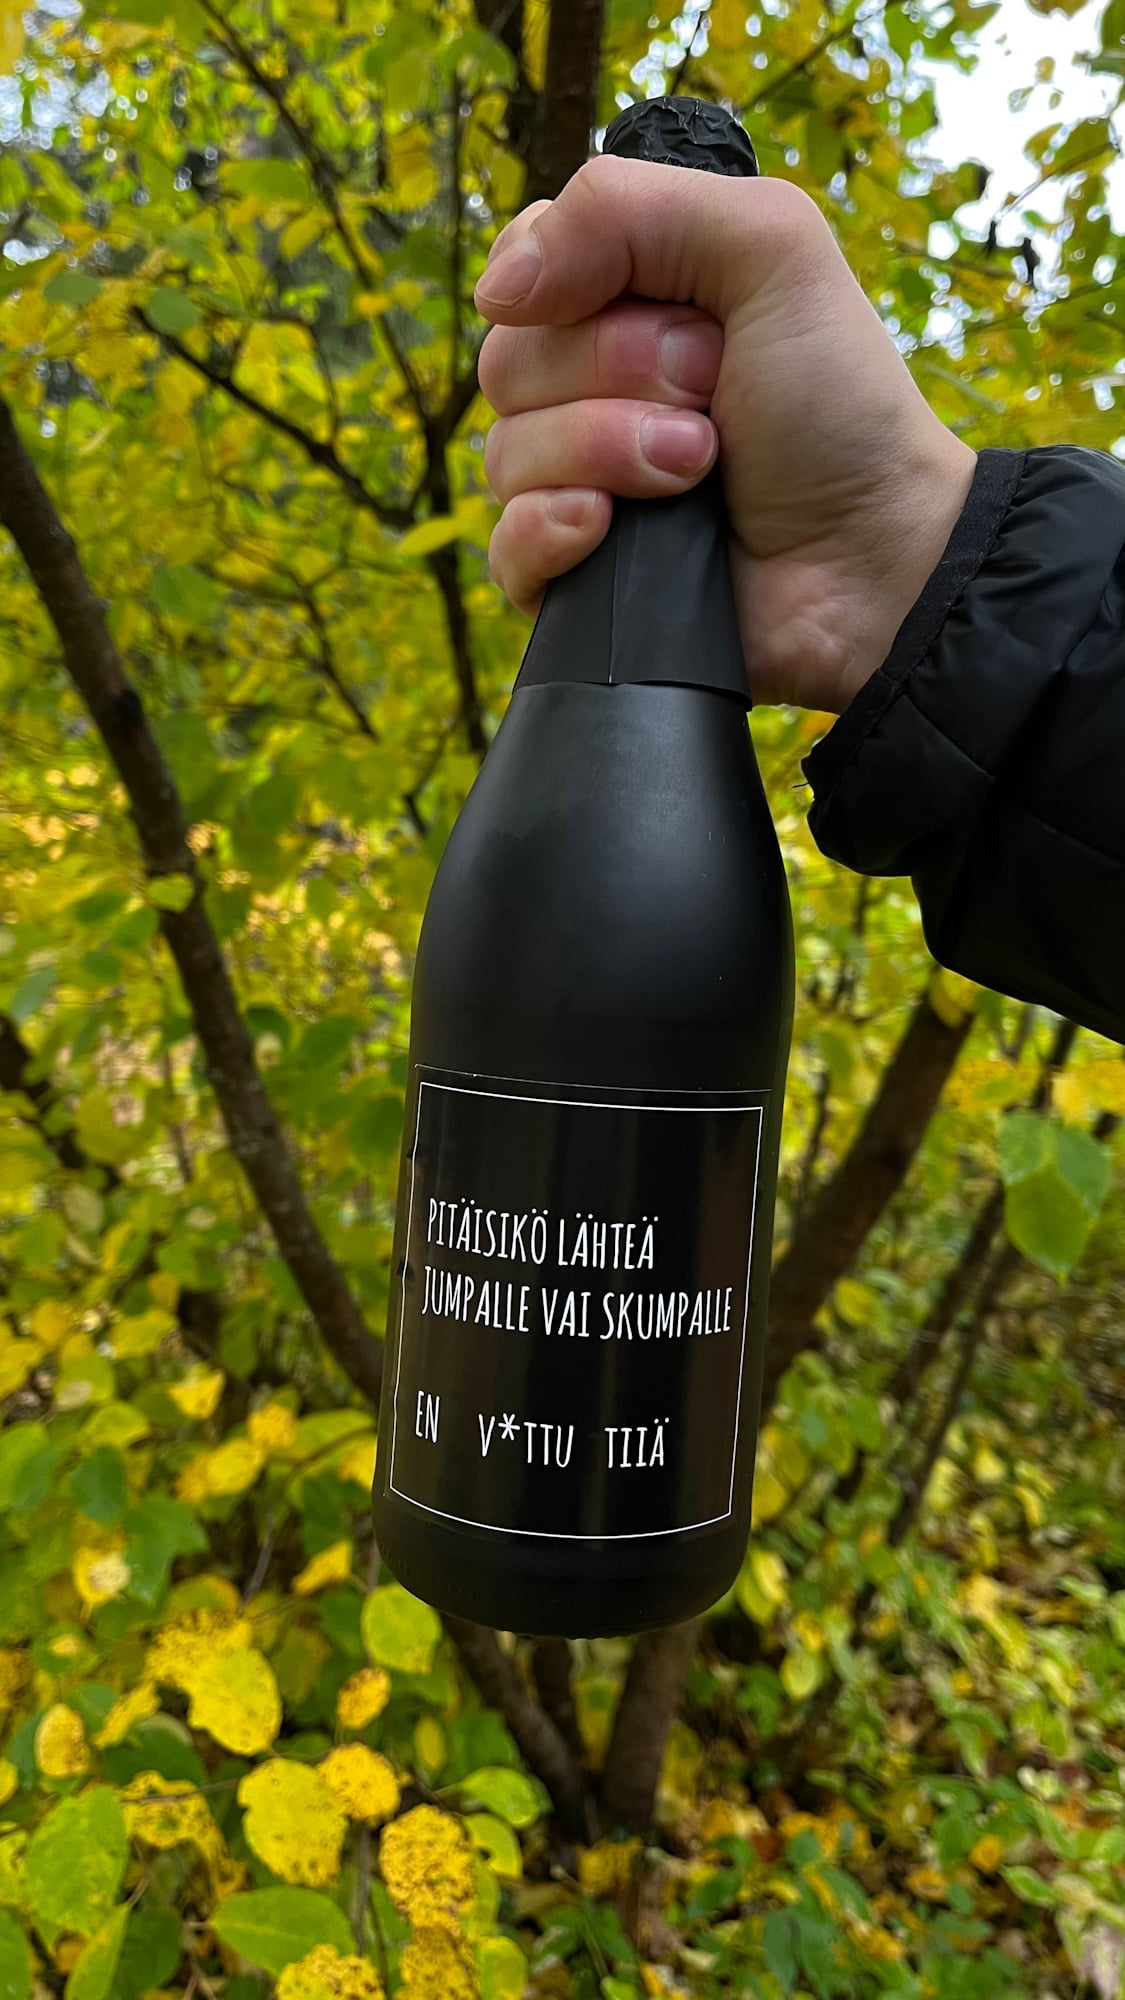 PITÄISIKÖ LÄHTEÄ
JUMPALLE VAI SKUMPALLE
EN V*TTU TIIÄ